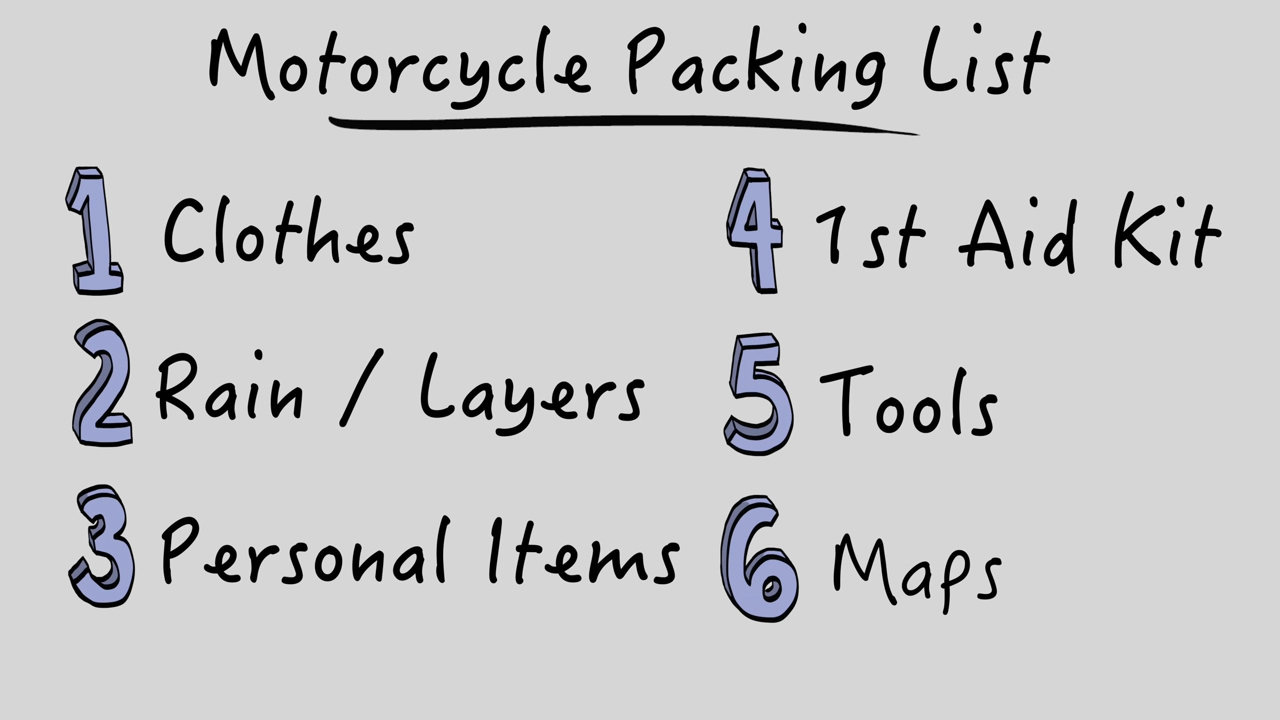 Motorcycle Packing List
1 Clothes
2 Rain / Layers
3 Personal Items
4 1st Aid Kit
5 Tools
6 Maps